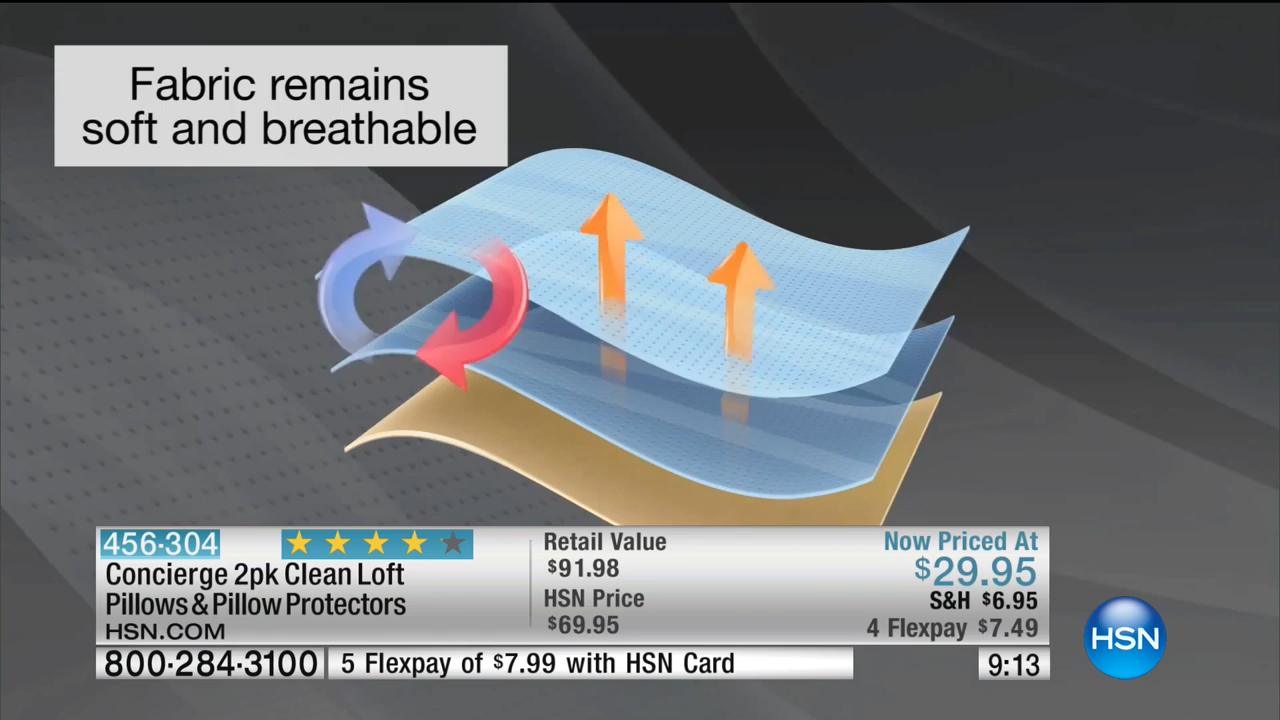 Fabric remains
soft and breathable
456-304
Concierge 2pk Clean Loft
Pillows & Pillow Protectors
HSN.COM
Retail Value
$91.98
HSN Price
$69.95
Now Priced At
$29.95
S&H $6.95
4 Flexpay $7.49
800-284-3100
5 Flexpay of $7.99 with HSN Card
9:13
HSN